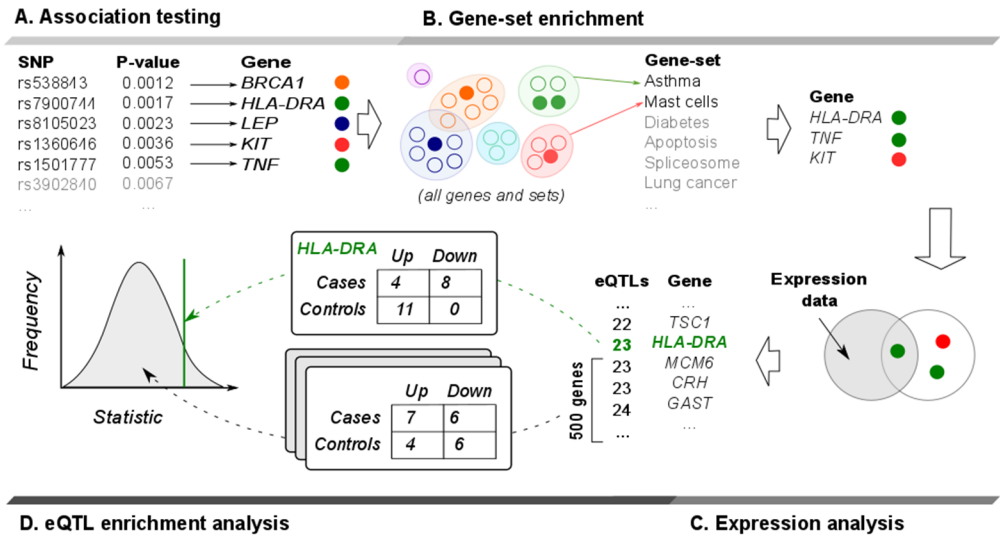 A. Association testing
B. Gene-set enrichment
SNP P-value Gene
rs538843 0.0012 BRCA1
rs7900744 0.0017 HLA-DRA
rs8105023 0.0023 LEP
rs1360646 0.0036 KIT
rs1501777 0.0053 TNF
rs3902840 0.0067
... ...
(all genes and sets)
Gene-set
Asthma
Mast cells
Diabetes
Apoptosis
Spliceosome
Lung cancer
...
Gene
HLA-DRA
TNF
KIT
Frequency
Statistic
HLA-DRA Up Down
Cases 4 8
Controls 11 0
Up Down
Cases 7 6
Controls 4 6
eQTLs Gene
... ...
22 TSC1
23 HLA-DRA
23 MCM6
23 CRH
24 GAST
... ...
500 genes
Expression
data
D. eQTL enrichment analysis
C. Expression analysis